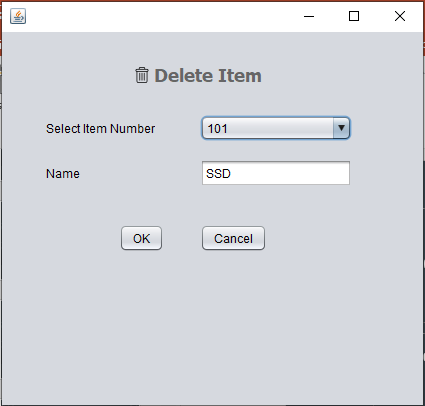 Delete Item
Select Item Number 101
Name SSD
OK Cancel